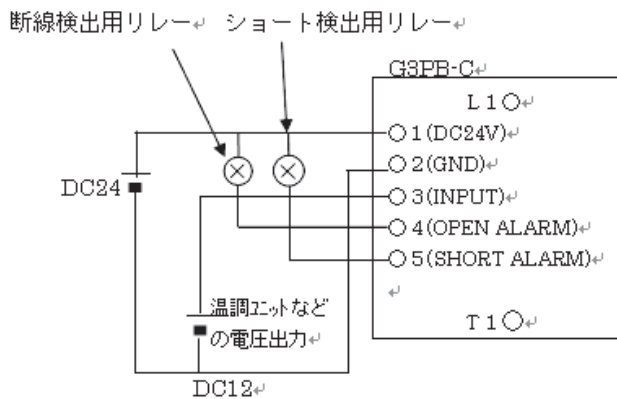 断線検出用リレー↵ ショート検出用リレー↵
G3PB-C↵
L 1○↵
1(DC24V)↵
2(GND)↵
3(INPUT)↵
4(OPEN ALARM)↵
5(SHORT ALARM)↵
↵
T 1○↵
DC24
温調ﾕﾆｯﾄなど
の電圧出力↵
DC12↵